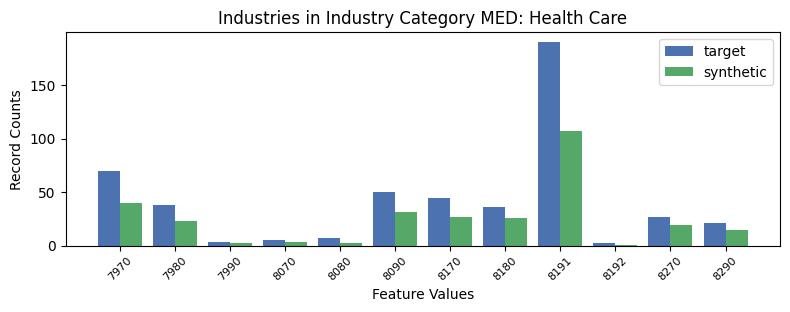 Industries in Industry Category MED: Health Care
target
synthetic
Record Counts
150
100
50
0
7970 7980 7990 8070 8080 8090 8170 8180 8191 8192 8270 8290
Feature Values